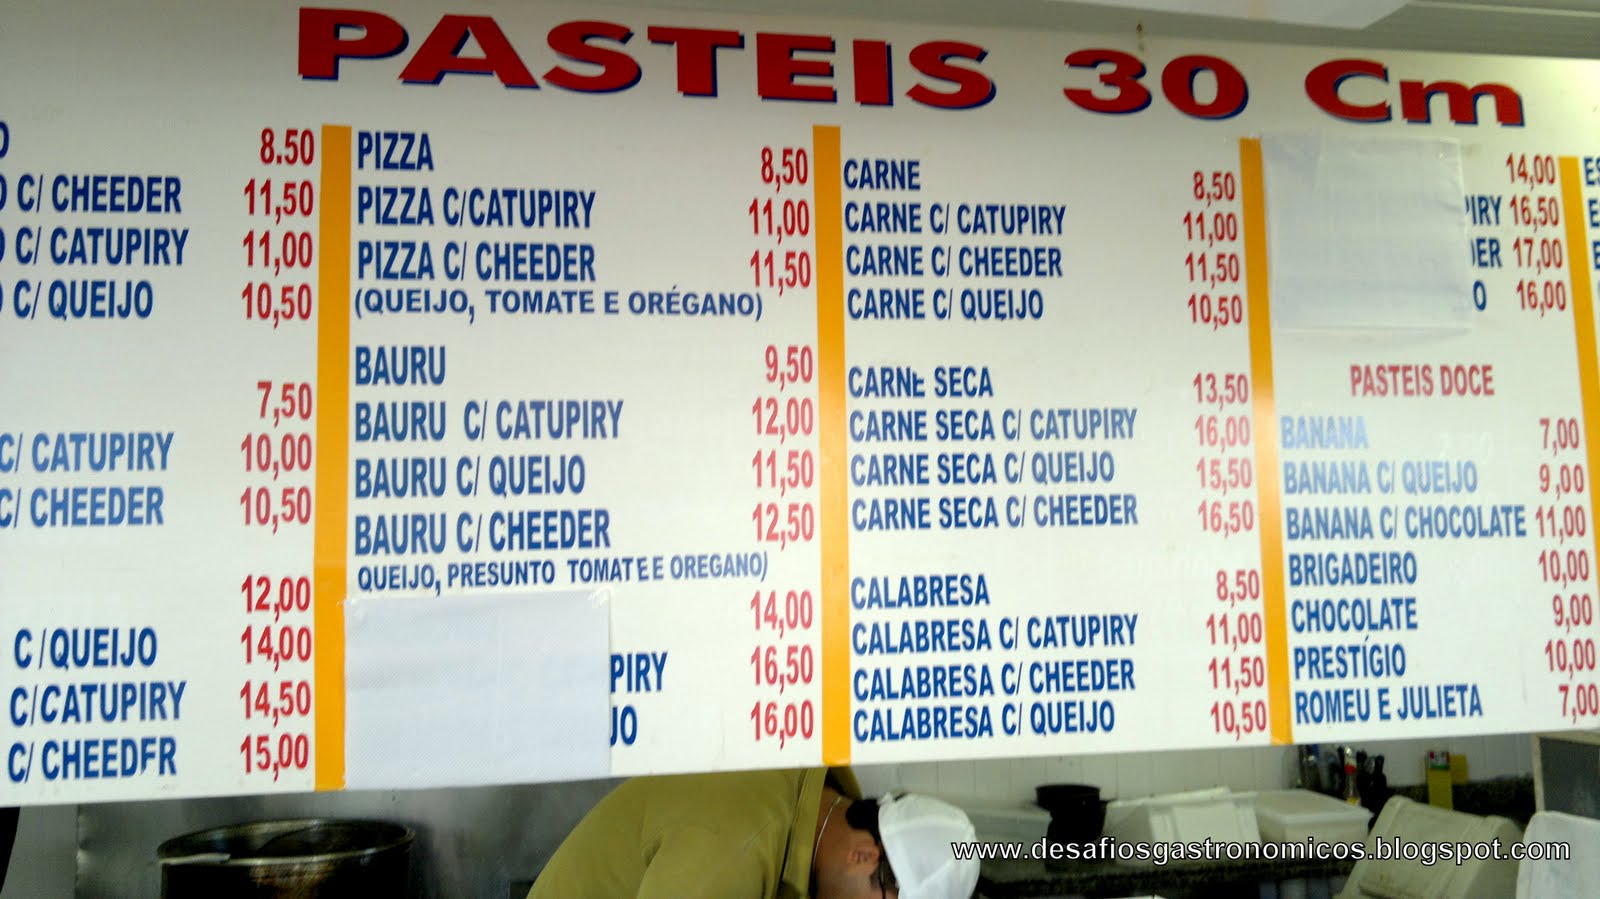 PASTEIS 30 Cm
8.50
C/ CHEEDER 11,50
C/ CATUPIRY 11,00
C/ QUEIJO 10,50
7,50
C/ CATUPIRY 10,00
C/ CHEEDER 10,50
12,00
C/QUEIJO 14,00
C/CATUPIRY 14,50
C/ CHEEDER 15,00
PIZZA 8,50
PIZZA C/CATUPIRY 11,00
PIZZA C/ CHEEDER 11,50
(QUEIJO, TOMATE E ORÉGANO)
BAURU 9,50
BAURU C/ CATUPIRY 12,00
BAURU C/ QUEIJO 11,50
BAURU C/ CHEEDER 12,50
QUEIJO, PRESUNTO TOMATE E OREGANO)
14,00
PIRY 16,50
JO 16,00
CARNE 8,50
CARNE C/ CATUPIRY 11,00
CARNE C/ CHEEDER 11,50
CARNE C/ QUEIJO 10,50
CARNE SECA 13,50
CARNE SECA C/ CATUPIRY 16,00
CARNE SECA C/ QUEIJO 15,50
CARNE SECA C/ CHEEDER 16,50
CALABRESA 8,50
CALABRESA C/ CATUPIRY 11,00
CALABRESA C/ CHEEDER 11,50
CALABRESA C/ QUEIJO 10,50
14,00
IRY 16,50
ER 17,00
O 16,00
PASTEIS DOCE
BANANA 7,00
BANANA C/ QUEIJO 9,00
BANANA C/ CHOCOLATE 11,00
BRIGADEIRO 10,00
CHOCOLATE 9,00
PRESTÍGIO 10,00
ROMEU E JULIETA 7,00
www.desafiosgastronomicos.blogspot.com